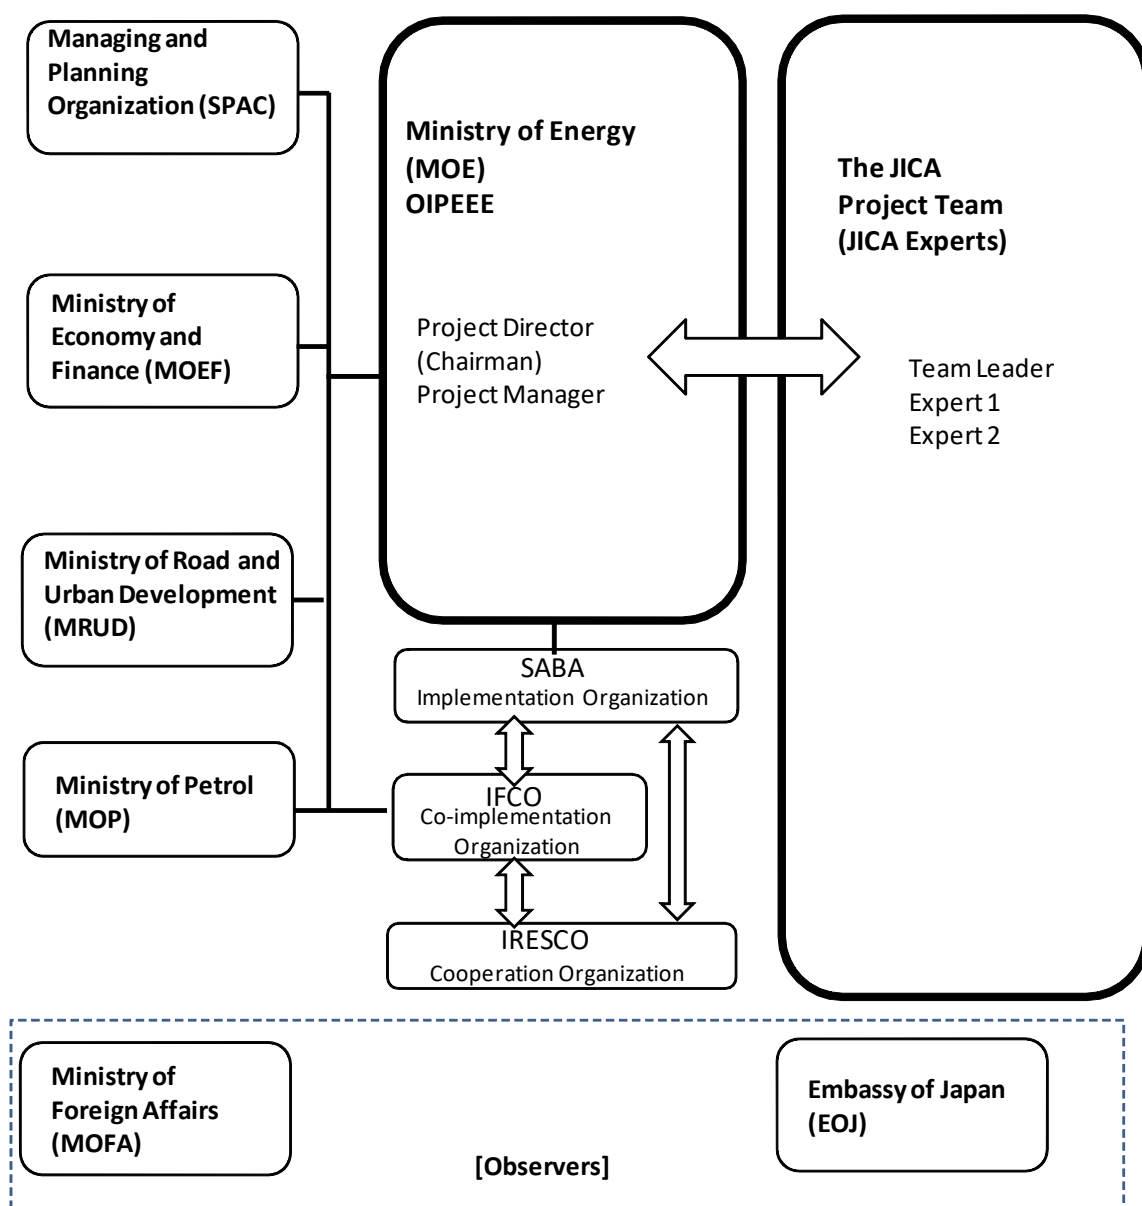 Managing and
Planning
Organization (SPAC)
Ministry of
Economy and
Finance (MOEF)
Ministry of Road and
Urban Development
(MRUD)
Ministry of Petrol
(MOP)
Ministry of Energy
(MOE)
OIPEEE
Project Director
(Chairman)
Project Manager
The JICA
Project Team
(JICA Experts)
Team Leader
Expert 1
Expert 2
SABA
Implementation Organization
IFCO
Co-implementation
Organization
IRESCO
Cooperation Organization
Ministry of
Foreign Affairs
(MOFA)
[Observers]
Embassy of Japan
(EOJ)